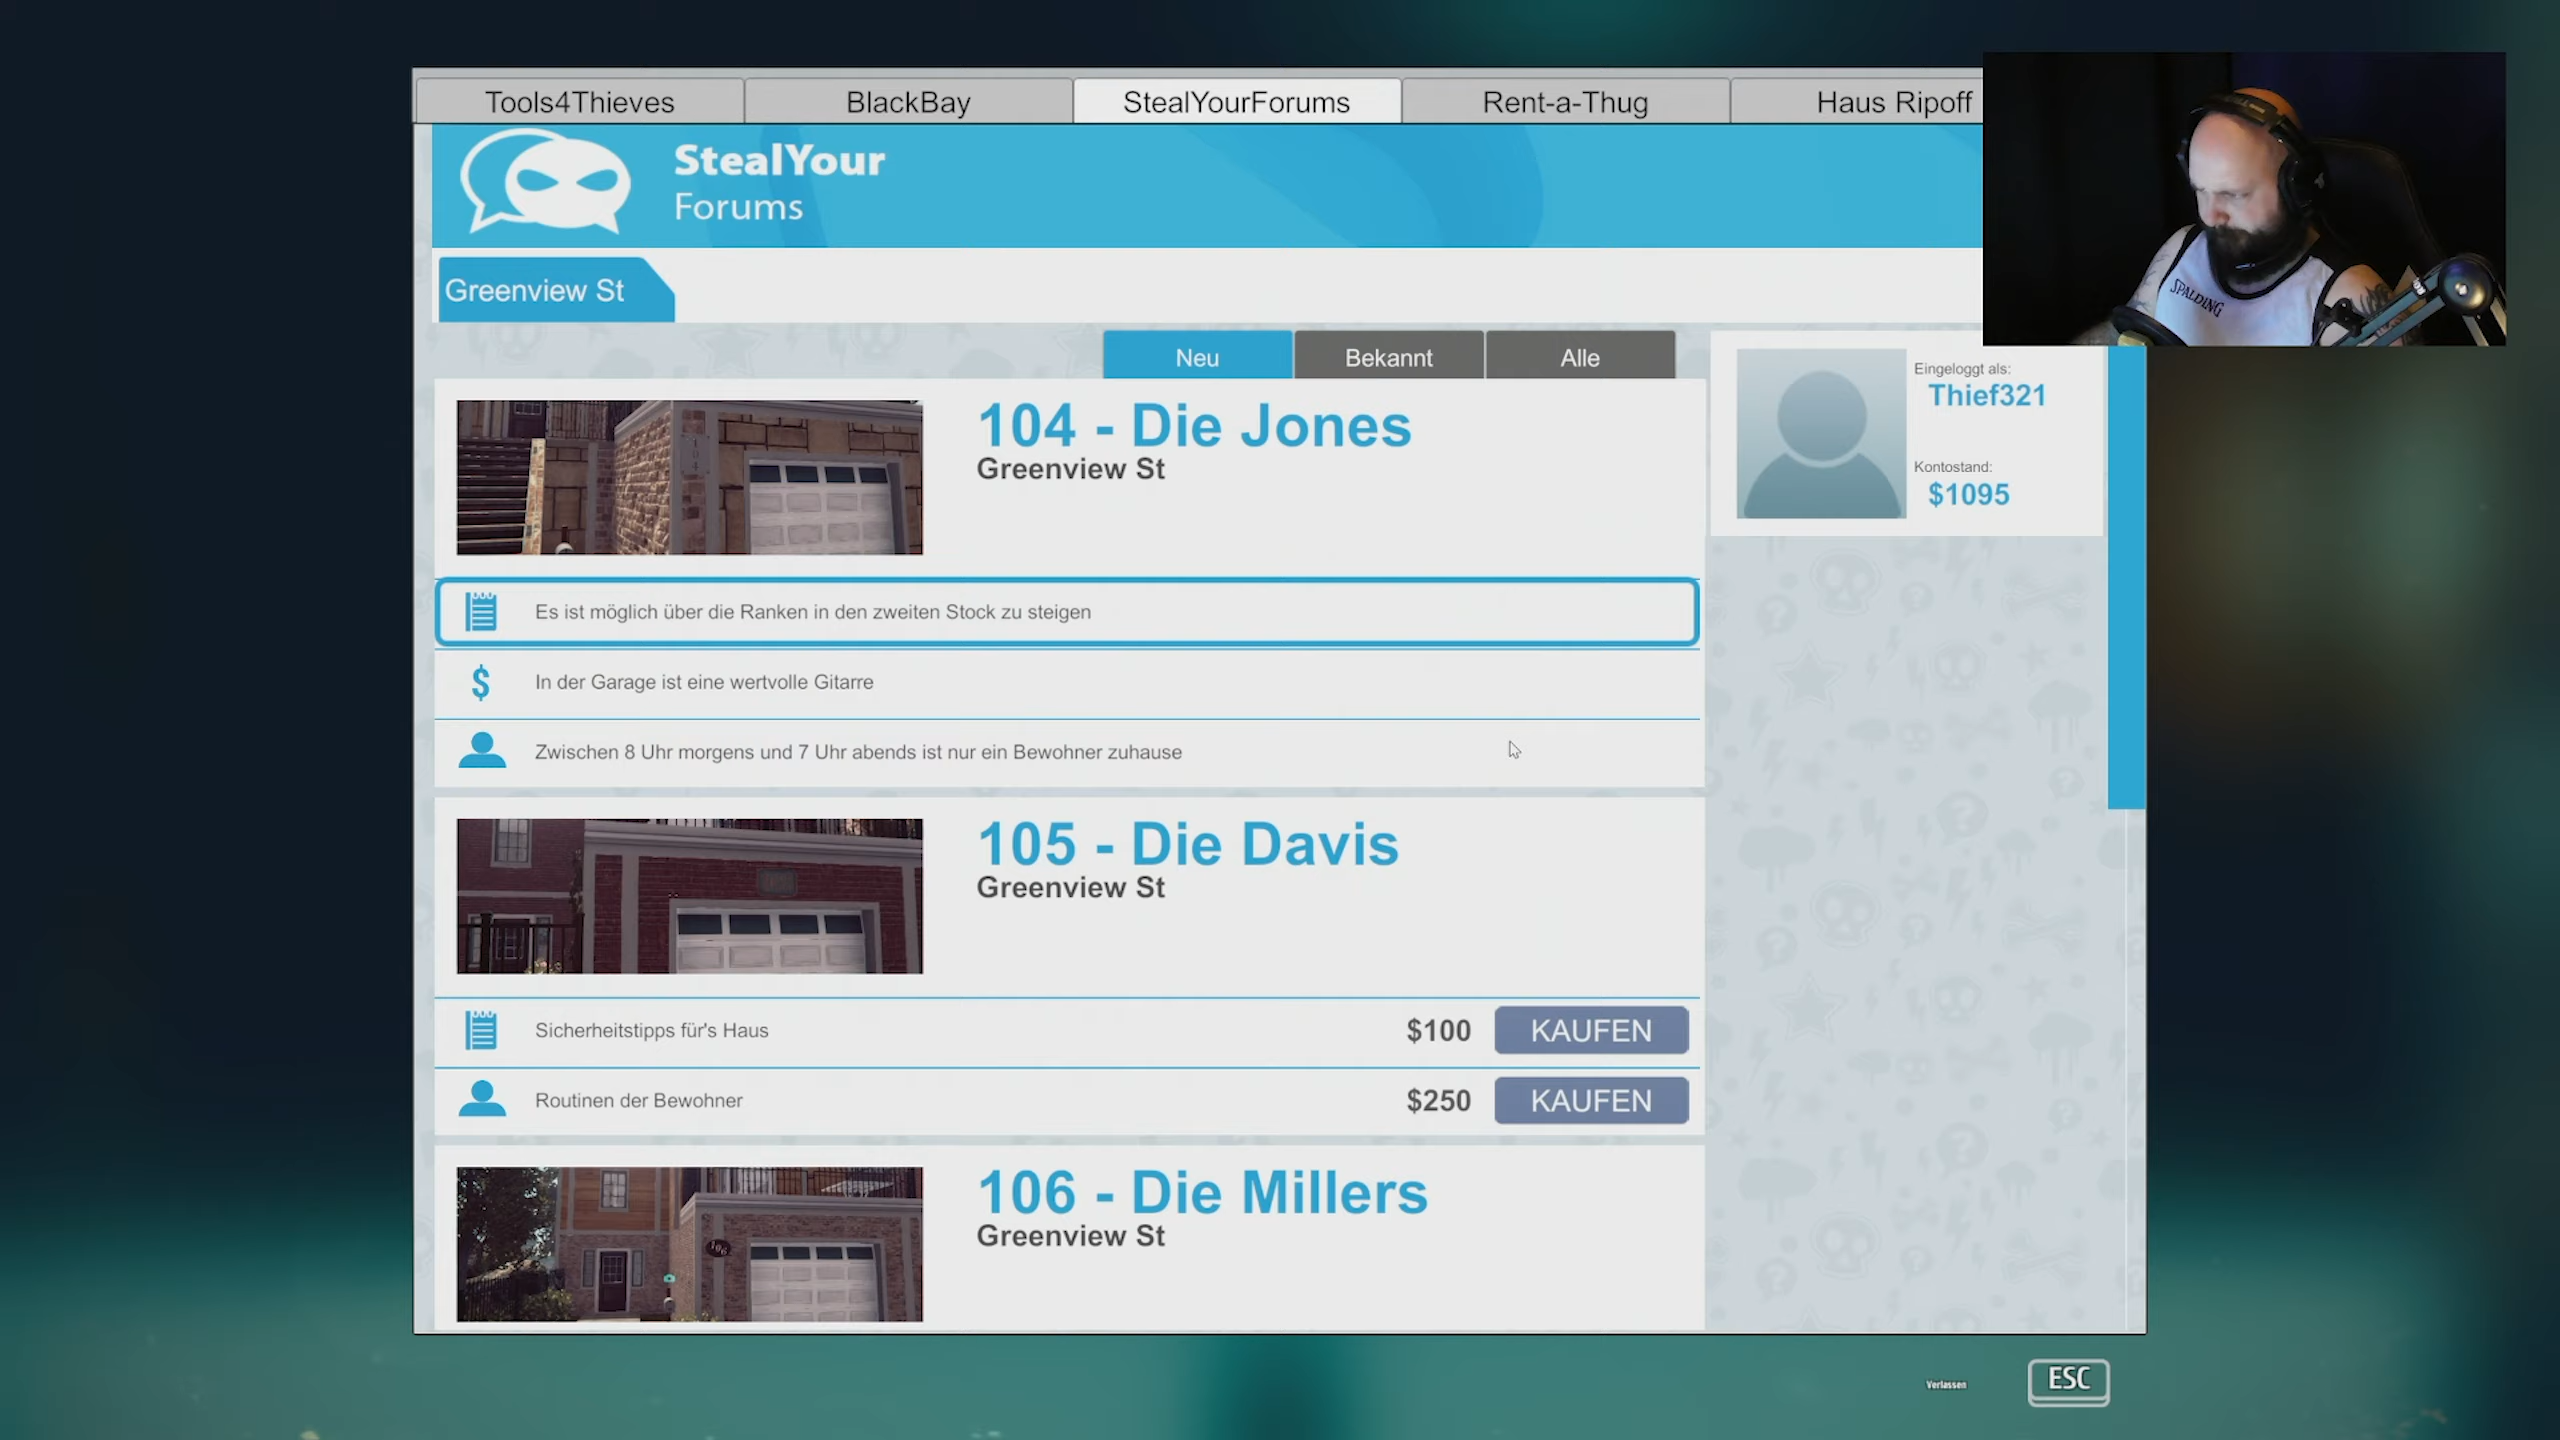 Tools4Thieves
BlackBay
StealYourForums
Rent-a-Thug
Haus Ripoff
StealYour
Forums
Greenview St
Neu
Bekannt
Alle
Eingeloggt als:
Thief321
Kontostand:
$1095
SPALDING
104 - Die Jones
Greenview St
Es ist möglich über die Ranken in den zweiten Stock zu steigen
$ In der Garage ist eine wertvolle Gitarre
Zwischen 8 Uhr morgens und 7 Uhr abends ist nur ein Bewohner zuhause
105 - Die Davis
Greenview St
Sicherheitstipps für's Haus $100 KAUFEN
Routinen der Bewohner $250 KAUFEN
106
106 - Die Millers
Greenview St
Verlassen ESC